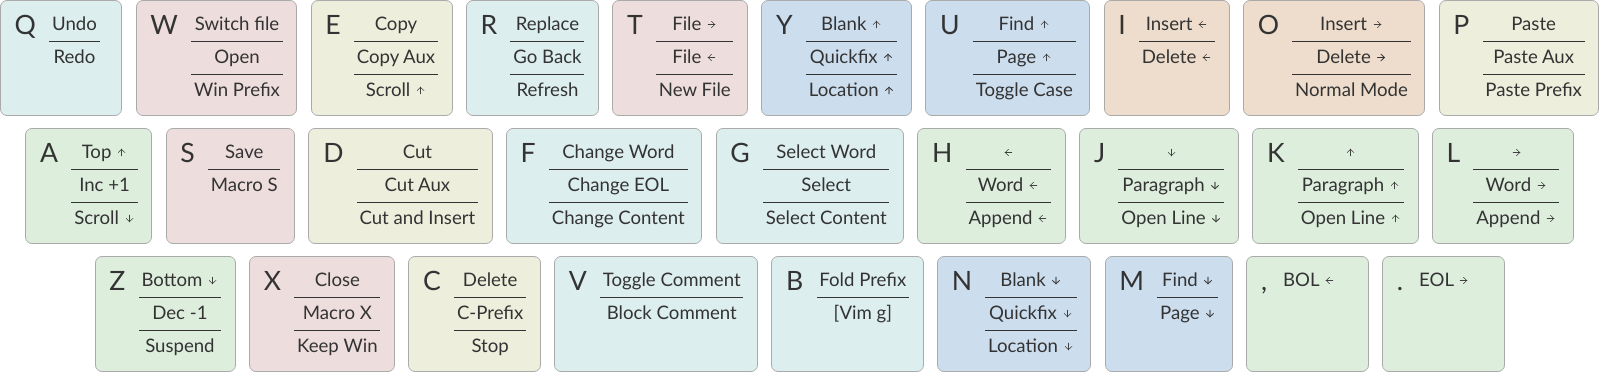 Q Undo
Redo
W Switch file
Open
Win Prefix
E Copy
Copy Aux
Scroll ↑
R Replace
Go Back
Refresh
T File →
File ←
New File
Y Blank ↑
Quickfix ↑
Location ↑
U Find ↑
Page ↑
Toggle Case
I Insert ←
Delete ←
O Insert →
Delete →
Normal Mode
P Paste
Paste Aux
Paste Prefix
A Top ↑
Inc +1
Scroll ↓
S Save
Macro S
D Cut
Cut Aux
Cut and Insert
F Change Word
Change EOL
Change Content
G Select Word
Select
Select Content
H ←
Word ←
Append ←
J ↓
Paragraph ↓
Open Line ↓
K ↑
Paragraph ↑
Open Line ↑
L →
Word →
Append →
Z Bottom ↓
Dec -1
Suspend
X Close
Macro X
Keep Win
C Delete
C-Prefix
Stop
V Toggle Comment
Block Comment
B Fold Prefix
[Vim g]
N Blank ↓
Quickfix ↓
Location ↓
M Find ↓
Page ↓
, BOL ←
. EOL →